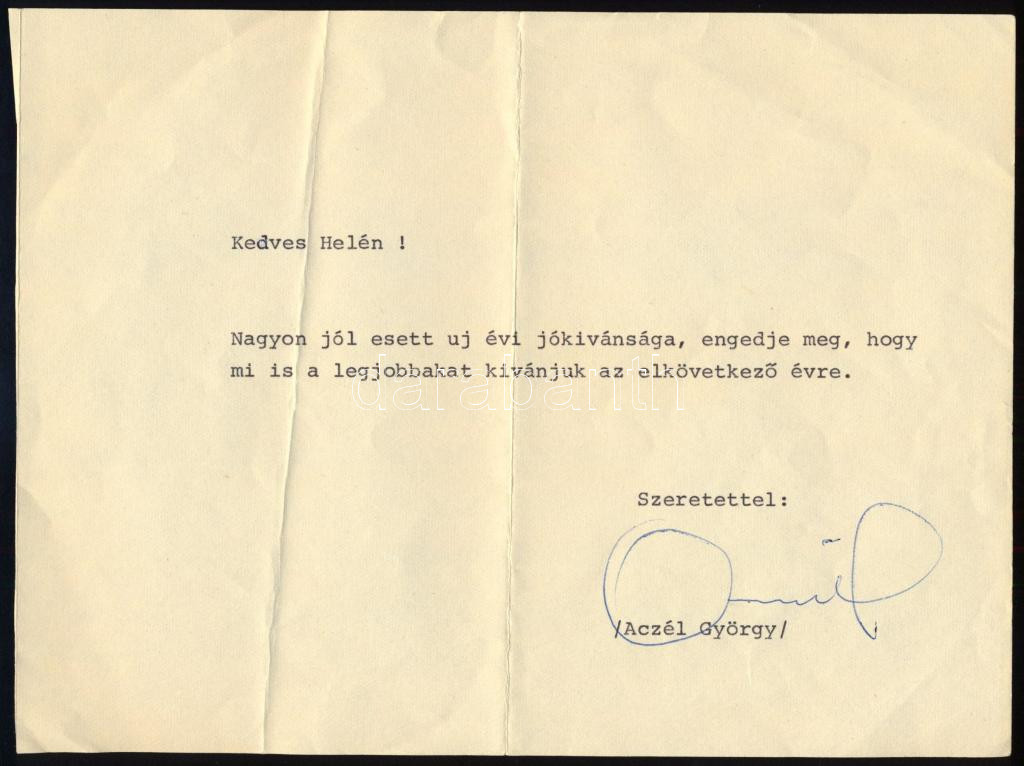 Kedves Helén !
Nagyon jól esett uj évi jókivánsága, engedje meg, hogy
mi is a legjobbakat kivánjuk az elkövetkező évre.
darabanth
Szeretettel:
/Aczél György/